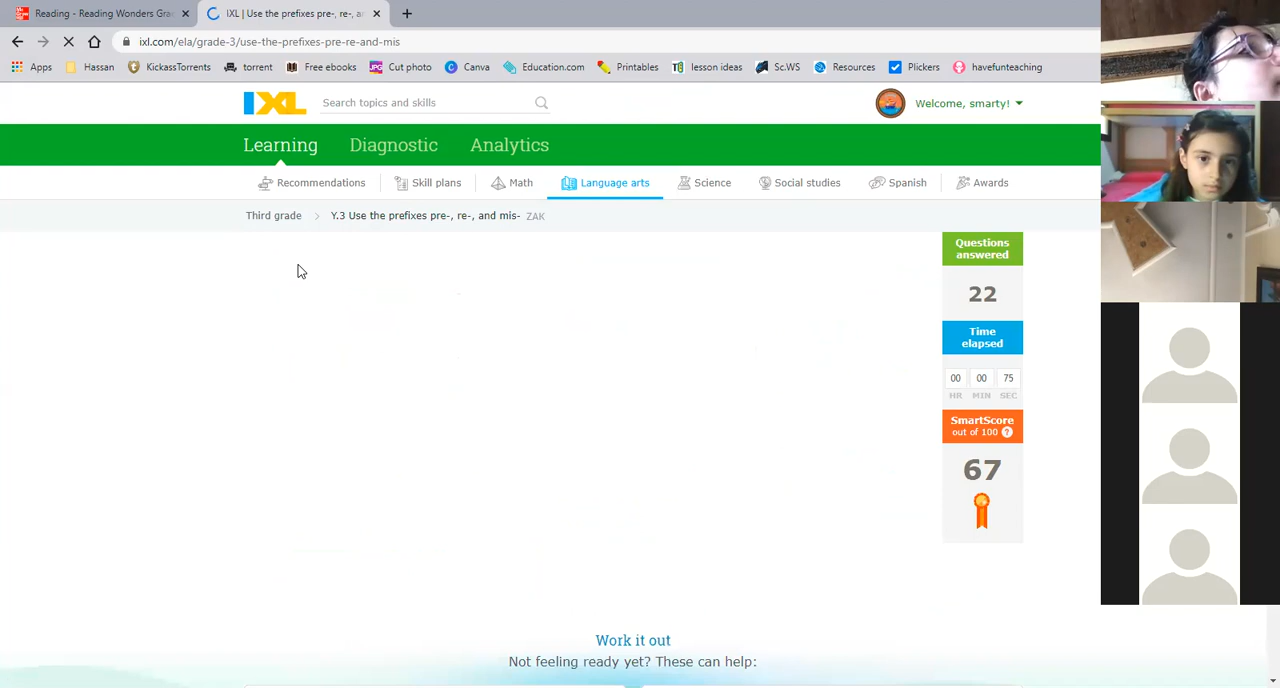 Reading - Reading Wonders Gra
IXL | Use the prefixes pre-, re-, an
ixl.com/ela/grade-3/use-the-prefixes-pre-re-and-mis
Apps Hassan KickassTorrents torrent Free ebooks Cut photo Canva Education.com Printables lesson ideas Sc.WS Resources Plickers havefunteaching
IXL Search topics and skills Welcome, smarty!
Learning Diagnostic Analytics
Recommendations Skill plans Math Language arts Science Social studies Spanish Awards
Third grade Y.3 Use the prefixes pre-, re-, and mis- ZAK
Questions
answered
22
Time
elapsed
00 00 75
HR MIN SEC
SmartScore
out of 100 ?
67
Work it out
Not feeling ready yet? These can help: